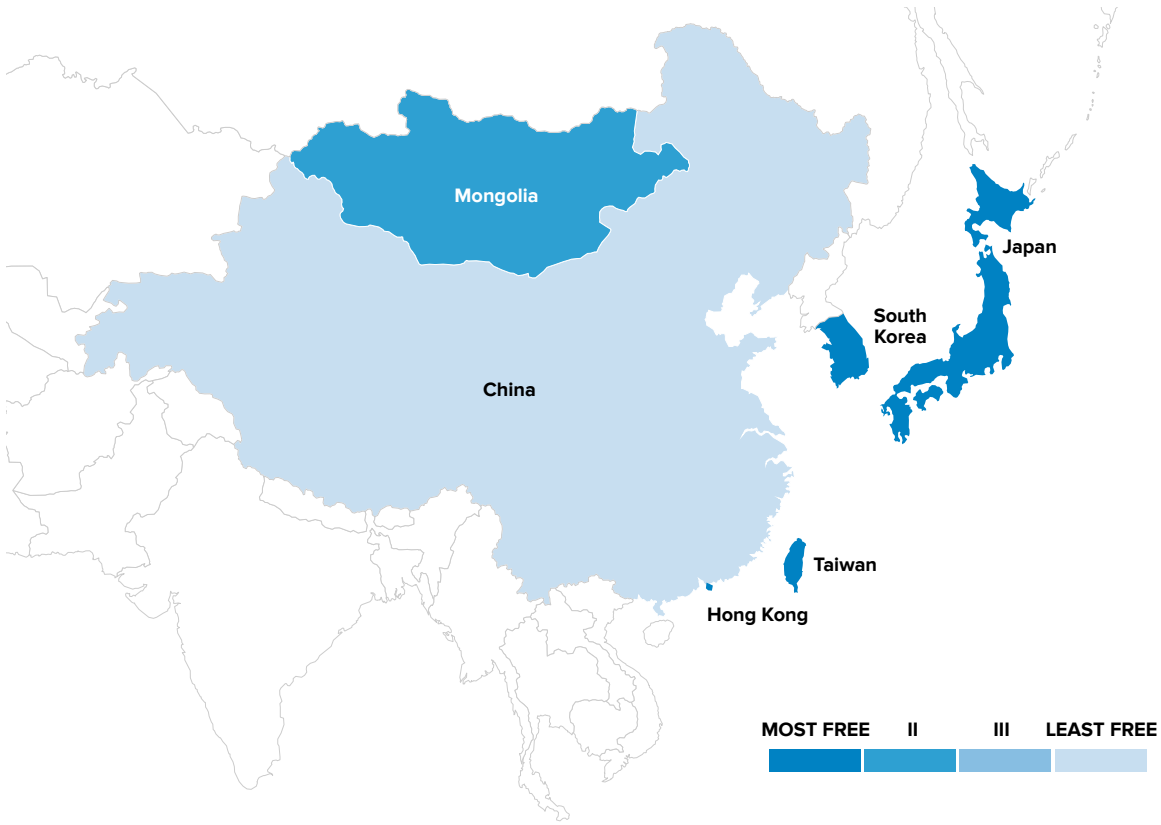 Mongolia
Japan
South
Korea
China
Taiwan
Hong Kong
MOST FREE II III LEAST FREE